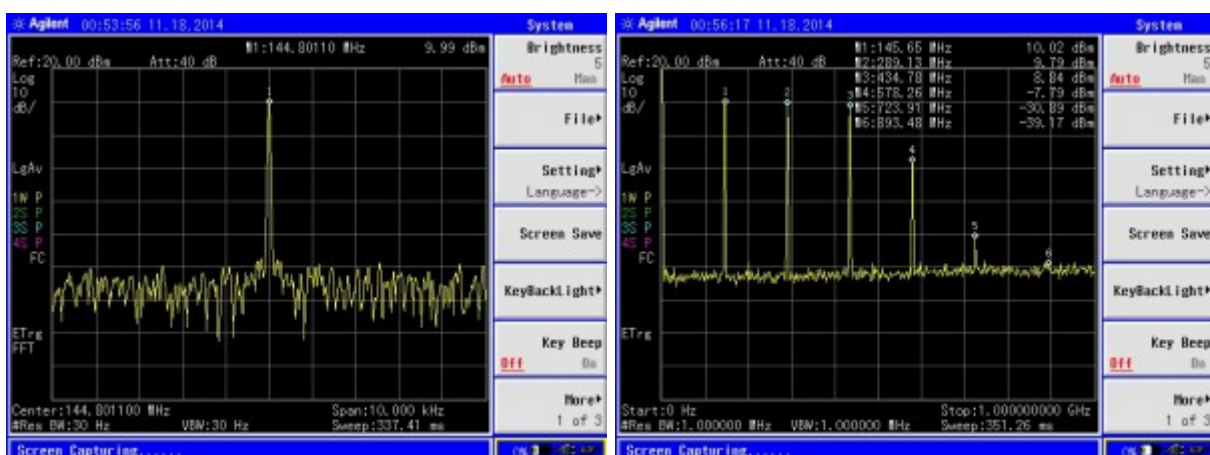 Agilent 00:53:56 11.18.2014 System
M1:144.80110 MHz 9.99 dBm
Ref:20.00 dBm Att:40 dB
Log
10
dB/
1
LgAv
1W P
2S P
3S P
4S P
FC
ETrg
FFT
Center:144.801100 MHz Span:10.000 kHz
#Res BW:30 Hz VBW:30 Hz Sweep:337.41 ms
Screen Capturing......
Brightness
5
Auto Man
File
Setting
Language->
Screen Save
KeyBackLight
Key Beep
Off On
More
1 of 3
Agilent 00:56:17 11.18.2014 System
M1:145.65 MHz 10.02 dBm
Ref:20.00 dBm Att:40 dB M2:289.13 MHz 9.79 dBm
M3:434.78 MHz 8.84 dBm
M4:578.26 MHz -7.79 dBm
M5:723.91 MHz -30.89 dBm
M6:893.48 MHz -39.17 dBm
Log
10
dB/
1 2 3
4
5
6
LgAv
1W P
2S P
3S P
4S P
FC
ETrg
Start:0 Hz Stop:1.000000000 GHz
#Res BW:1.000000 MHz VBW:1.000000 MHz Sweep:351.26 ms
Screen Capturing......
Brightness
5
Auto Man
File
Setting
Language->
Screen Save
KeyBackLight
Key Beep
Off On
More
1 of 3